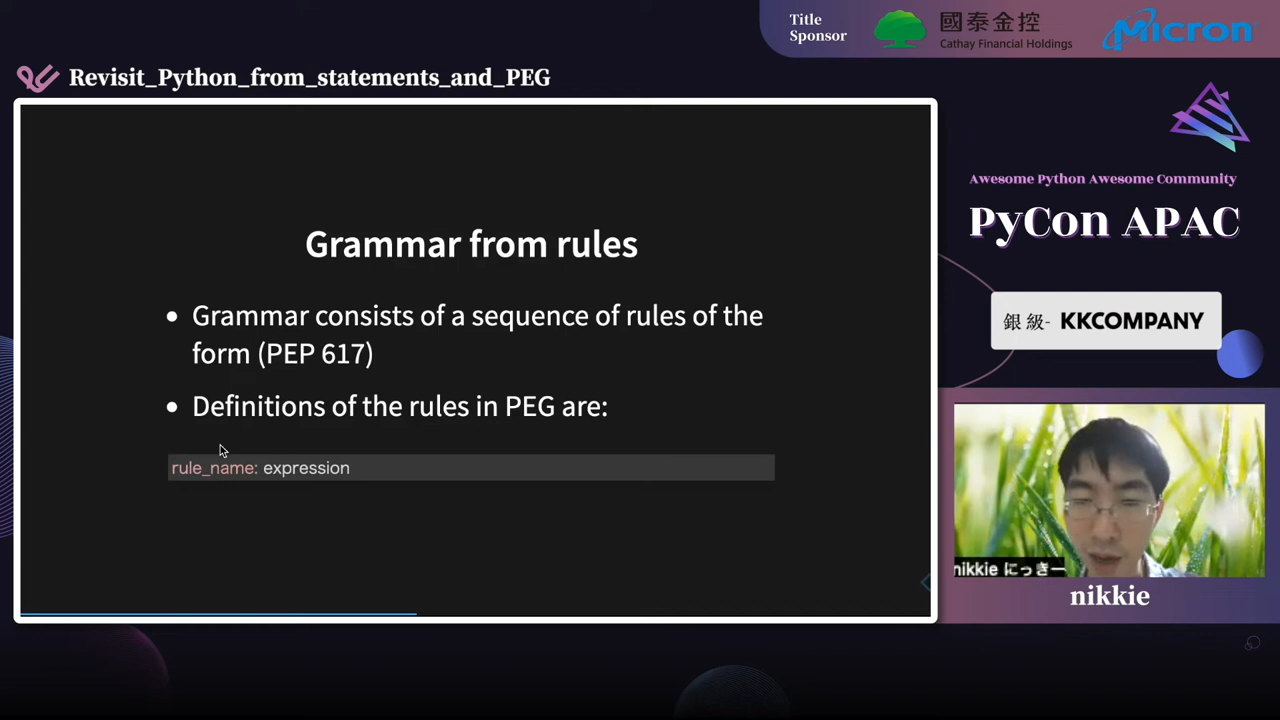 Title
Sponsor
國泰金控
Cathay Financial Holdings
Micron
Revisit_Python_from_statements_and_PEG
Grammar from rules
• Grammar consists of a sequence of rules of the
form (PEP 617)
• Definitions of the rules in PEG are:
rule_name: expression
Awesome Python Awesome Community
PyCon APAC
銀級- KKCOMPANY
nikkie にっきー
nikkie